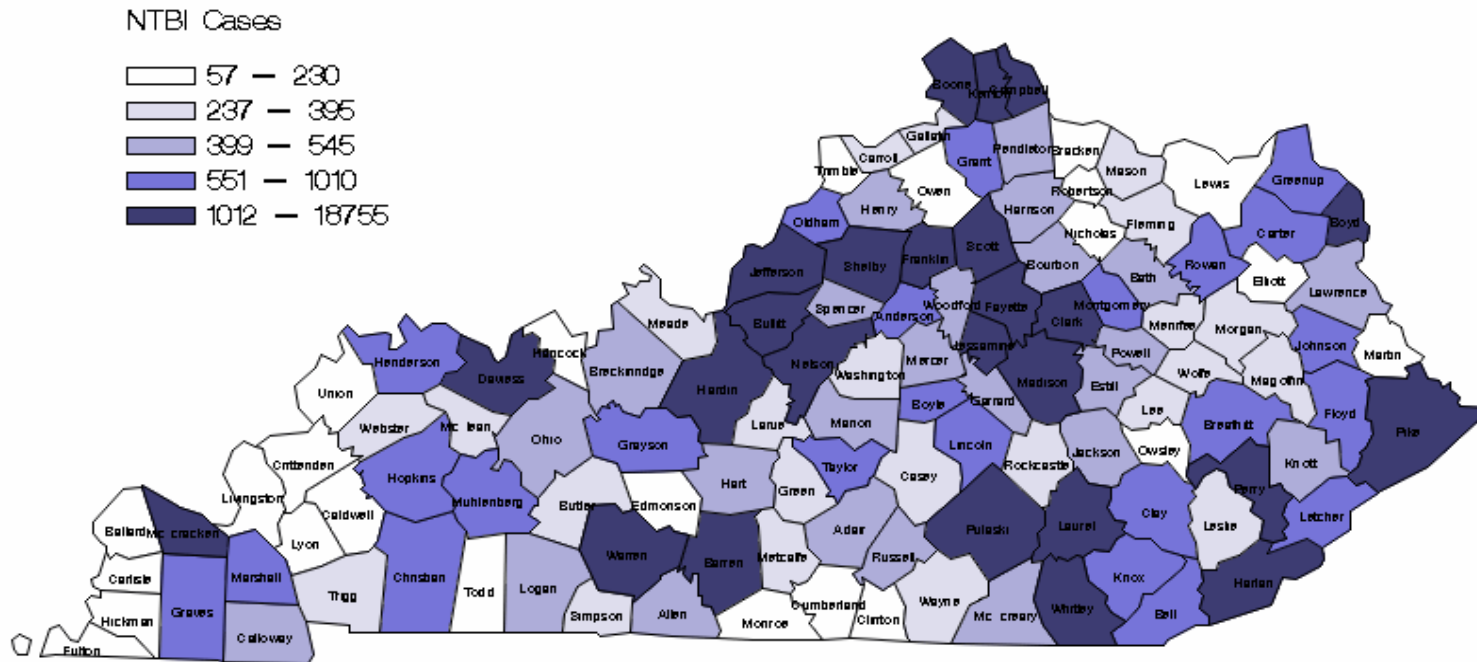 NTBI Cases
57 – 230
237 – 395
399 – 545
551 – 1010
1012 – 18755
Boone
Kenton
Campbell
Gallatin
Carroll
Trimble
Grant
Pendleton
Bracken
Mason
Lewis
Greenup
Owen
Robertson
Henry
Harrison
Oldham
Fleming
Nicholas
Carter
Boyd
Scott
Jefferson
Shelby
Franklin
Bourbon
Rowan
Bath
Elliott
Lawrence
Spencer
Woodford
Fayette
Montgomery
Anderson
Bullitt
Clark
Menifee
Morgan
Meade
Jessamine
Johnson
Martin
Hancock
Henderson
Nelson
Mercer
Powell
Breckinridge
Washington
Wolfe
Magoffin
Daviess
Hardin
Madison
Estill
Union
Boyle
Garrard
Lee
Floyd
Webster
Mc lean
Larue
Marion
Breathitt
Pike
Ohio
Grayson
Lincoln
Owsley
Crittenden
Taylor
Rockcastle
Jackson
Knott
Hopkins
Casey
Hart
Green
Perry
Livingston
Muhlenberg
Butler
Edmonson
Caldwell
Clay
Letcher
Leslie
Ballard
Mc cracken
Adair
Pulaski
Laurel
Lyon
Warren
Barren
Metcalfe
Russell
Carlisle
Marshall
Knox
Harlan
Trigg
Christian
Todd
Logan
Wayne
Whitley
Cumberland
Simpson
Allen
Mc creary
Bell
Hickman
Graves
Clinton
Monroe
Calloway
Fulton